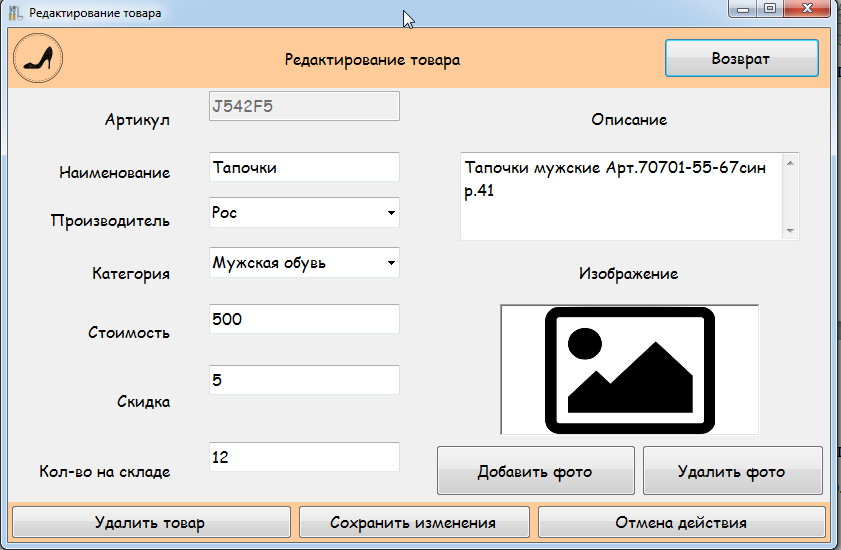 Редактирование товара
Редактирование товара
Возврат
Артикул
J542F5
Наименование
Тапочки
Производитель
Рос
Категория
Мужская обувь
Стоимость
500
Скидка
5
Кол-во на складе
12
Описание
Тапочки мужские Арт.70701-55-67син
р.41
Изображение
Добавить фото
Удалить фото
Удалить товар
Сохранить изменения
Отмена действия